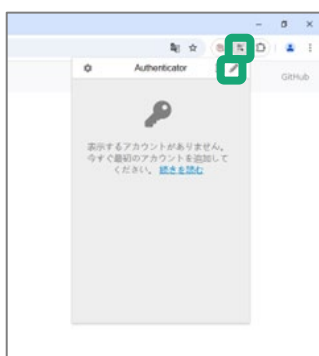 Authenticator
GitHub
表示するアカウントがありません。
今すぐ最初のアカウントを追加して
ください。 続きを読む